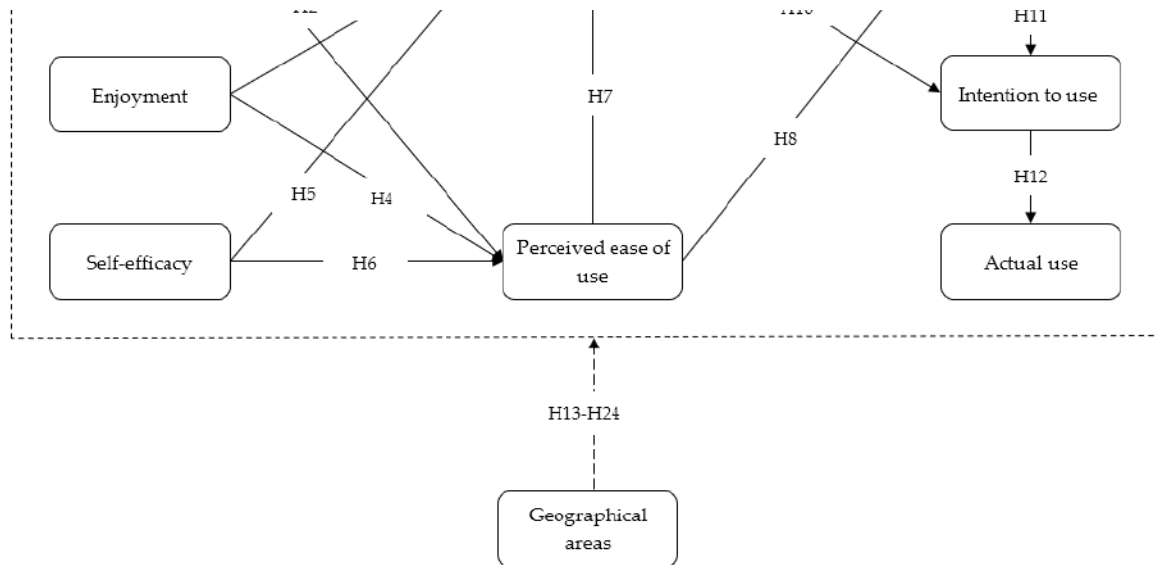 H11
Enjoyment
Intention to use
H7
H8
H12
H5
H4
Self-efficacy
H6
Perceived ease of
use
Actual use
H13-H24
Geographical
areas